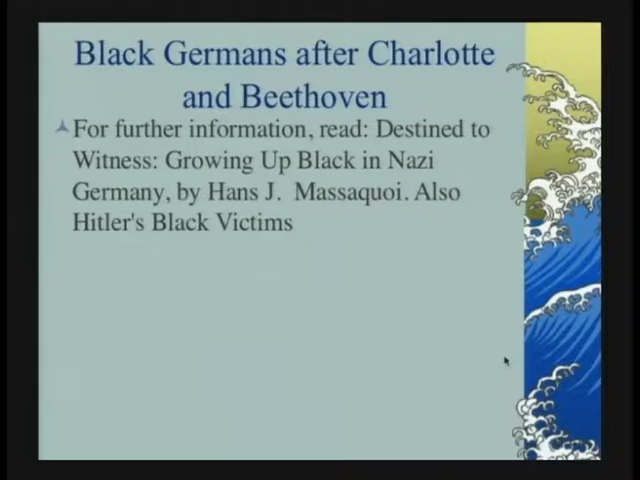 Black Germans after Charlotte
and Beethoven
For further information, read: Destined to
Witness: Growing Up Black in Nazi
Germany, by Hans J.  Massaquoi. Also
Hitler's Black Victims